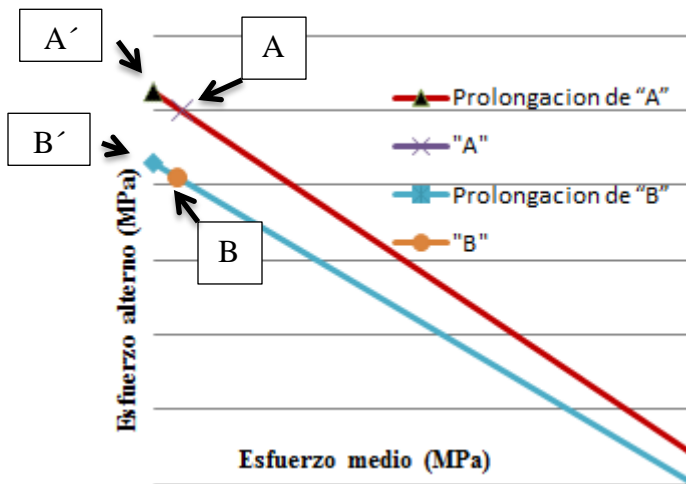 A´
A
B´
B
Prolongacion de “A”
"A"
Prolongacion de “B”
"B"
Esfuerzo alterno (MPa)
Esfuerzo medio (MPa)